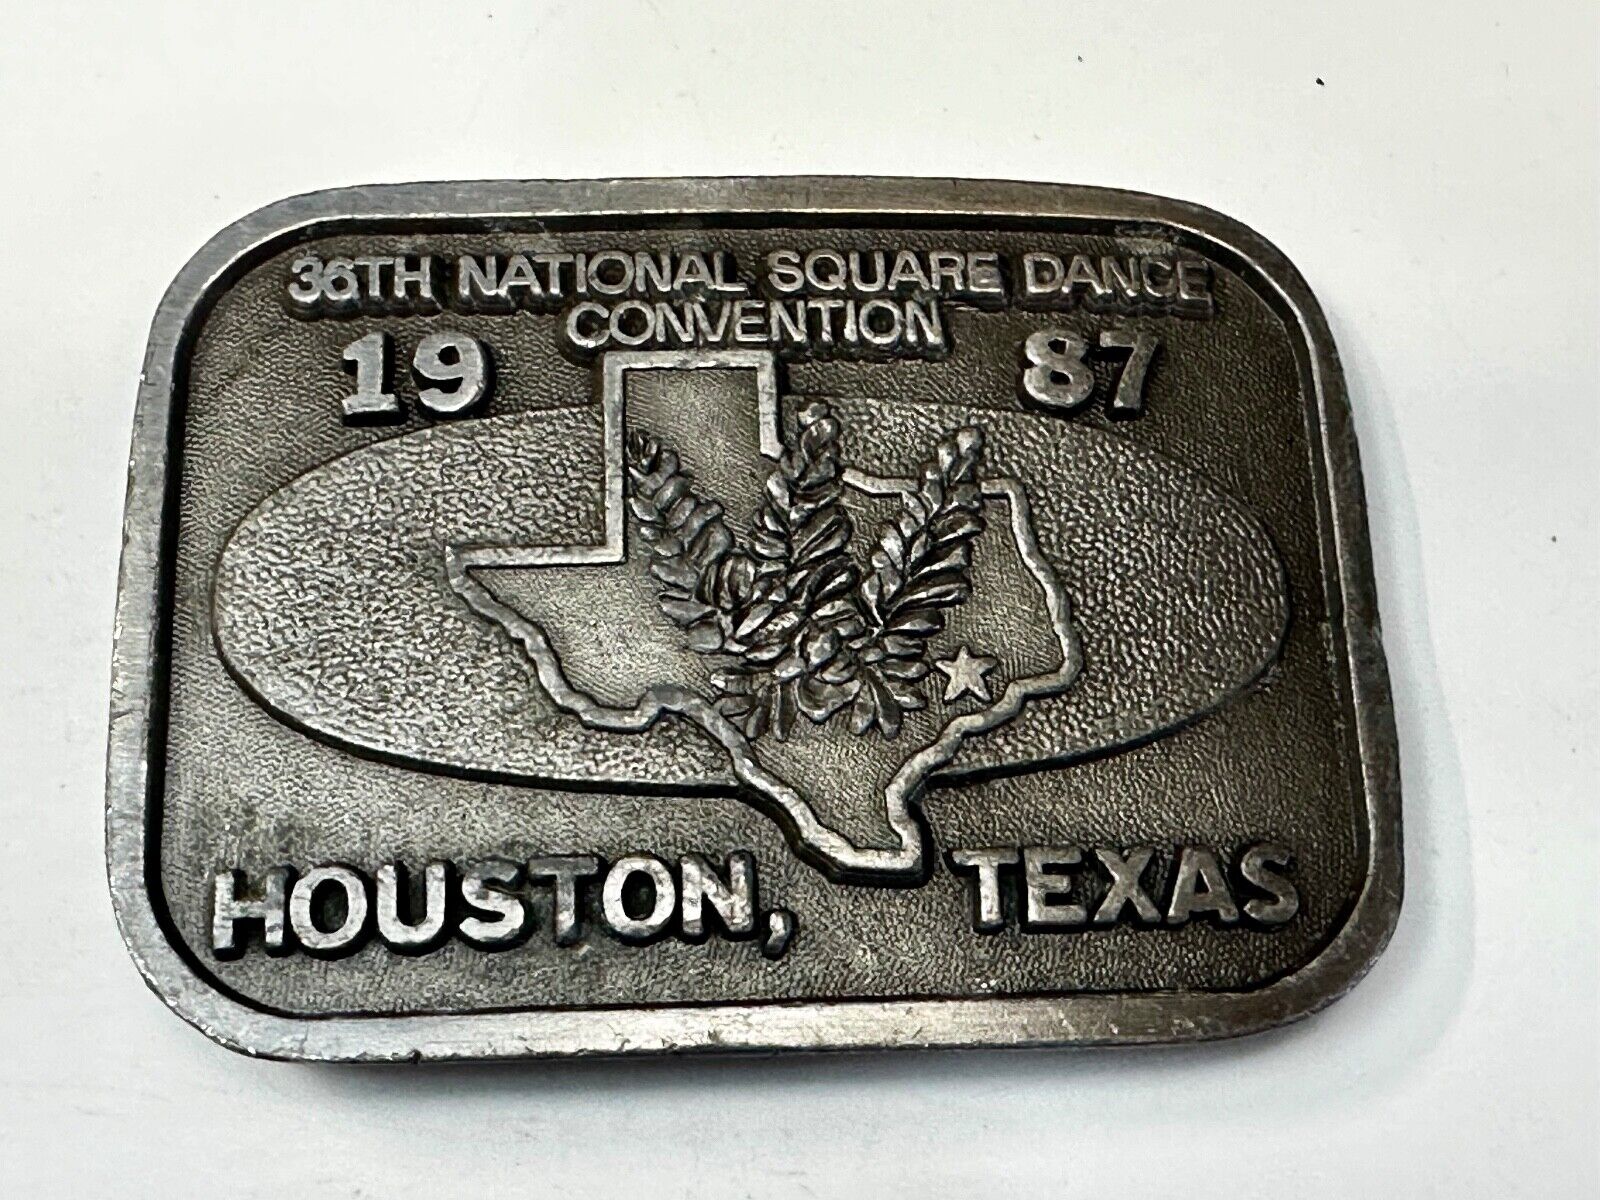 36TH NATIONAL SQUARE DANCE
CONVENTION
19 87
HOUSTON, TEXAS